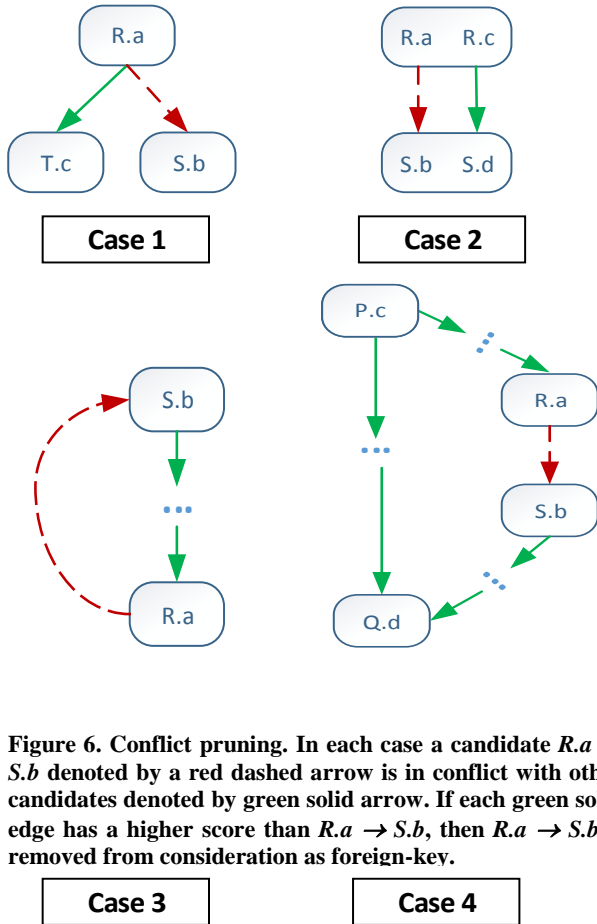 R.a
T.c S.b
Case 1
R.a R.c
S.b S.d
Case 2
S.b
...
R.a
P.c
...
R.a
...
S.b
...
Q.d
Figure 6. Conflict pruning. In each case a candidate R.a
S.b denoted by a red dashed arrow is in conflict with oth
candidates denoted by green solid arrow. If each green so
edge has a higher score than R.a → S.b, then R.a → S.b
removed from consideration as foreign-key.
Case 3
Case 4